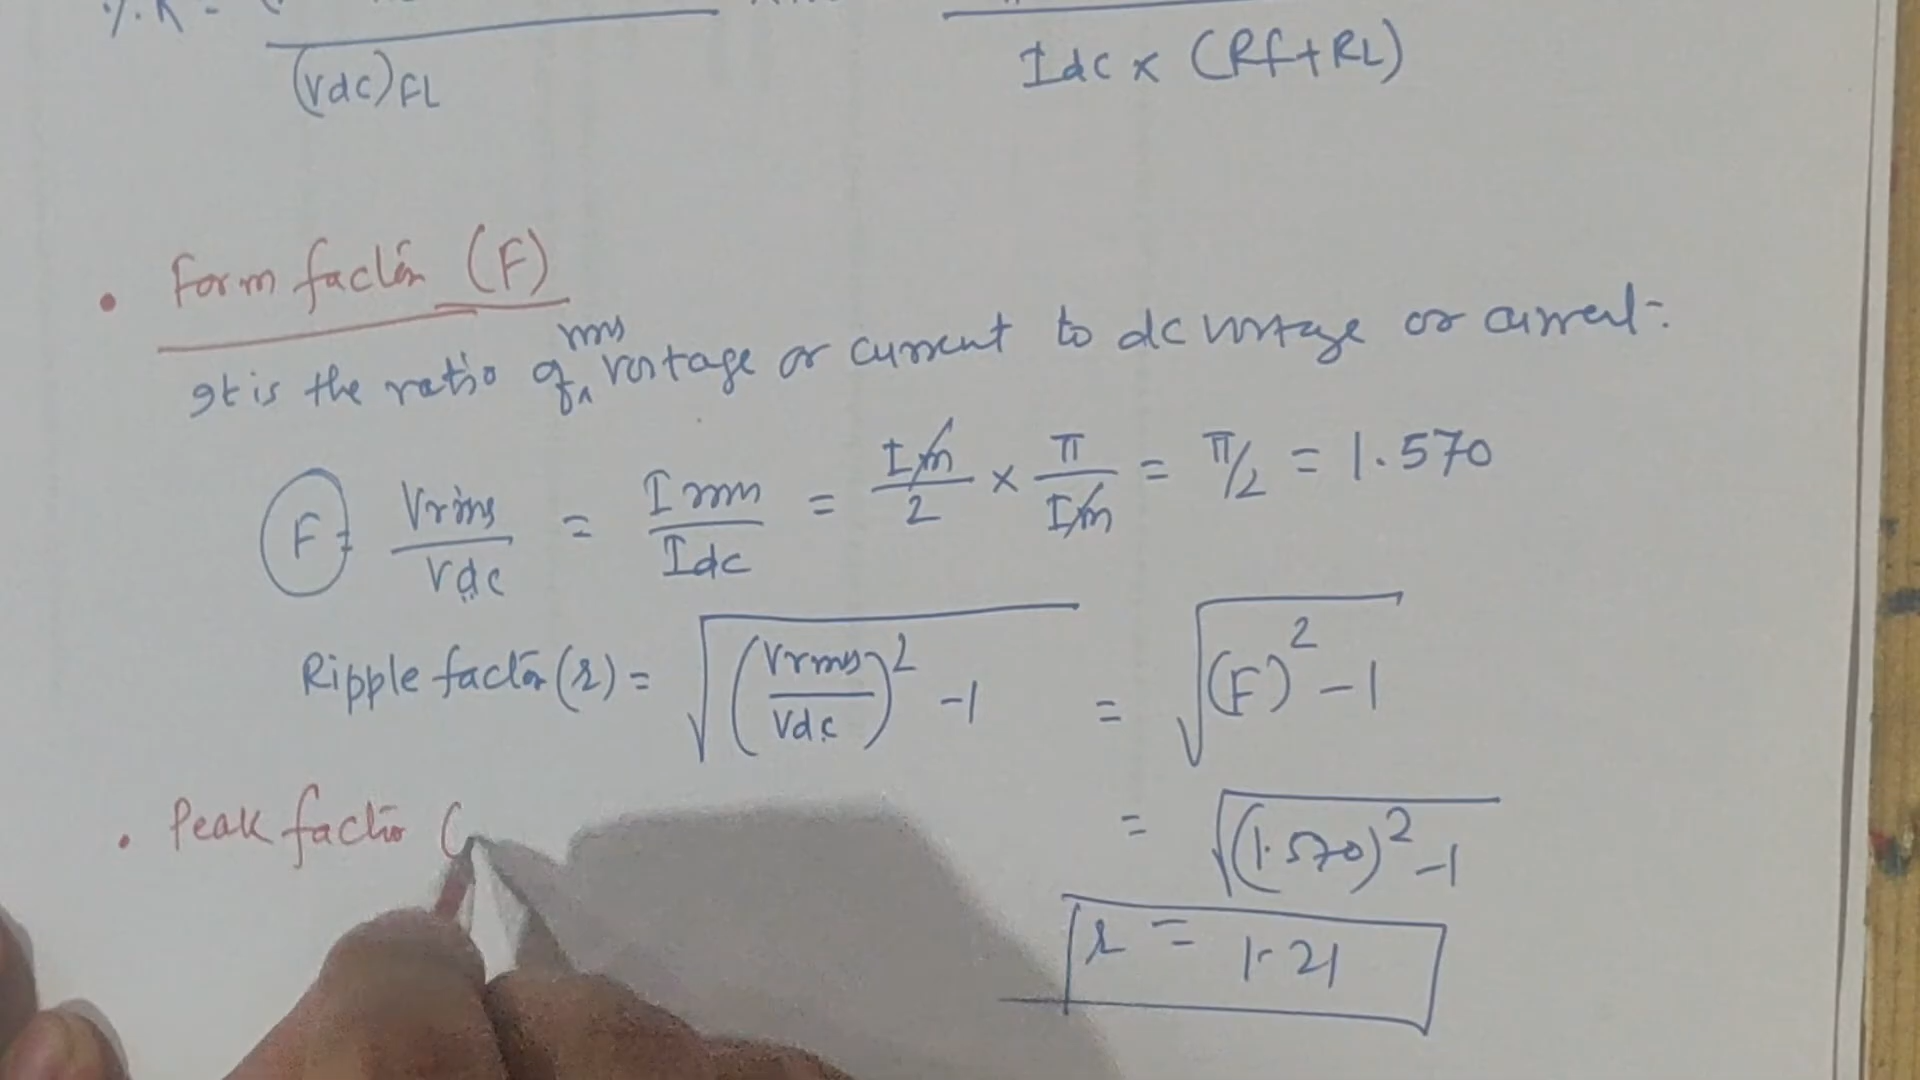 % R =
(Vdc)FL
Idc × (Rf+RL)
• Form factor (F)
It is the ratio of rms voltage or current to dc voltage or current.
F = Vrms/Vdc = Irms/Idc = Im/2 × π/Im = π/2 = 1.570
Ripple factor (r) = √((Vrms/Vdc)² -1) = √((F)² -1)
= √((1.570)² -1)
r = 1.21
• Peak factor (